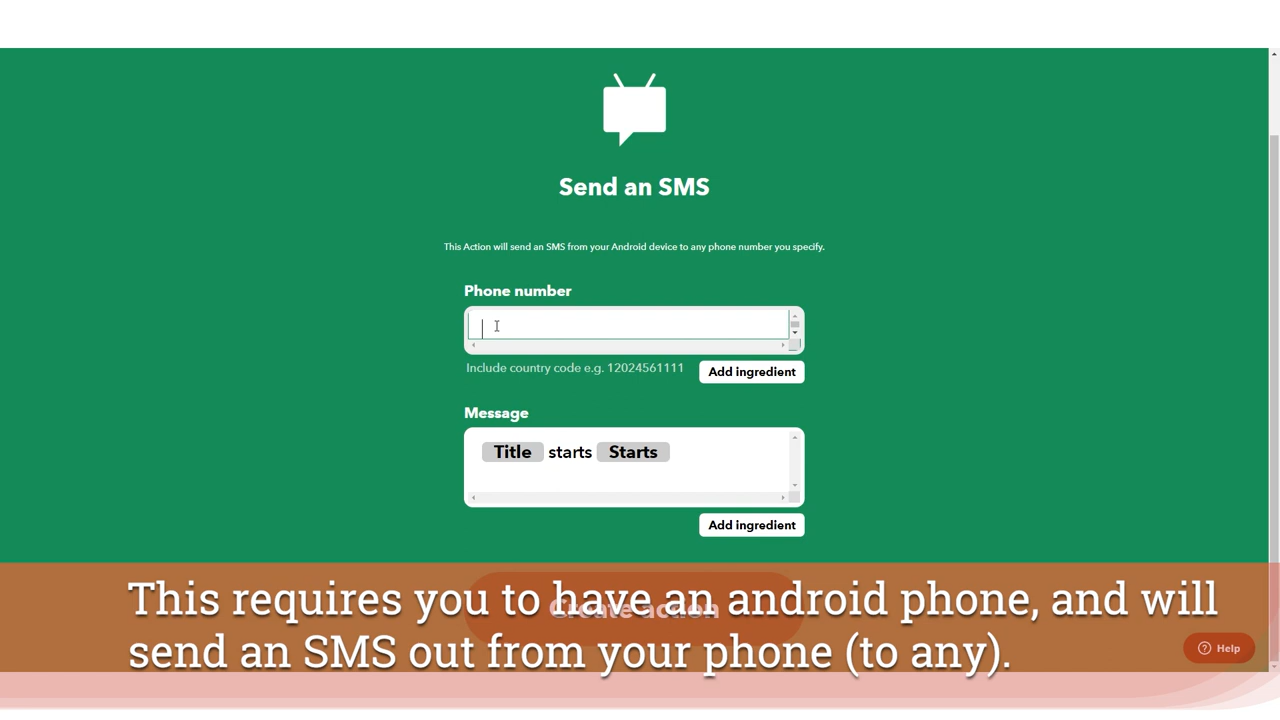 Send an SMS
This Action will send an SMS from your Android device to any phone number you specify.
Phone number
Include country code e.g. 12024561111
Add ingredient
Message
Title starts Starts
Add ingredient
Create action
This requires you to have an android phone, and will
send an SMS out from your phone (to any).
Help